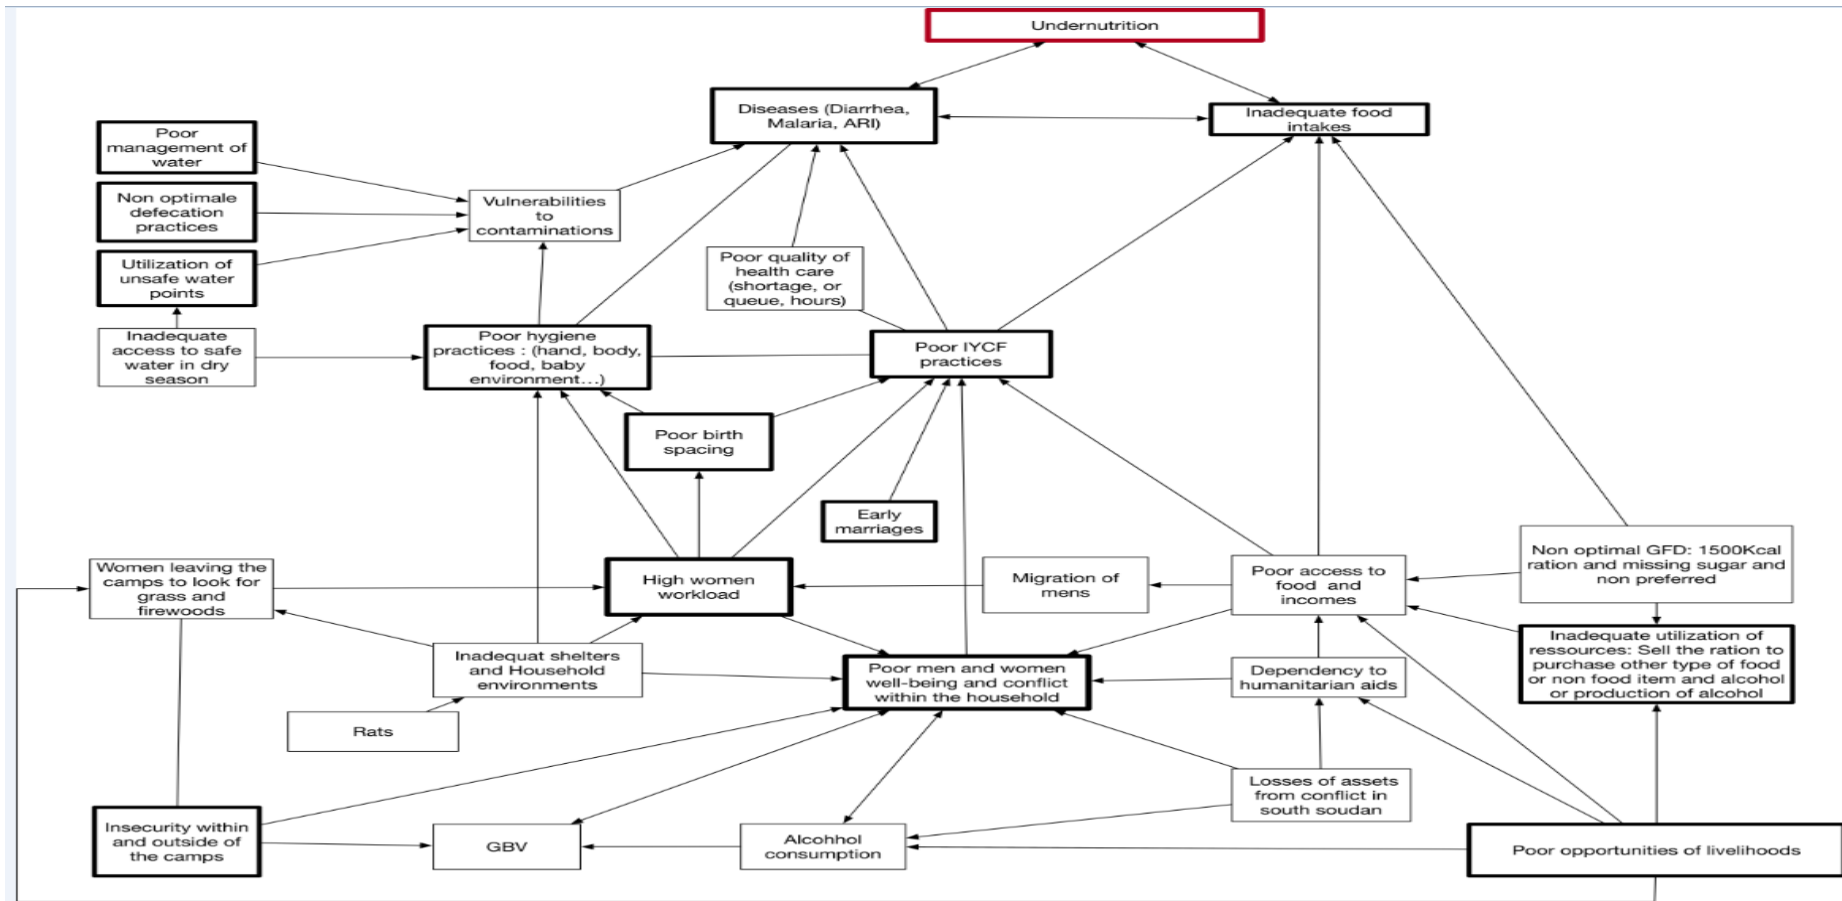 Undernutrition
Diseases (Diarrhea,
Malaria, ARI)
Inadequate food
intakes
Poor
management of
water
Non optimale
defecation
practices
Vulnerabilities
to
contaminations
Utilization of
unsafe water
points
Poor quality of
health care
(shortage, or
queue, hours)
Inadequate
access to safe
water in dry
season
Poor hygiene
practices : (hand, body,
food, baby
environment...)
Poor IYCF
practices
Poor birth
spacing
Early
marriages
Women leaving the
camps to look for
grass and
firewoods
High women
workload
Migration of
mens
Poor access to
food and
incomes
Non optimal GFD: 1500Kcal
ration and missing sugar and
non preferred
Inadequat shelters
and Household
environments
Poor men and women
well-being and conflict
within the household
Dependency to
humanitarian aids
Inadequate utilization of
ressources: Sell the ration to
purchase other type of food
or non food item and alcohol
or production of alcohol
Rats
Losses of assets
from conflict in
south soudan
Insecurity within
and outside of
the camps
GBV
Alcohhol
consumption
Poor opportunities of livelihoods